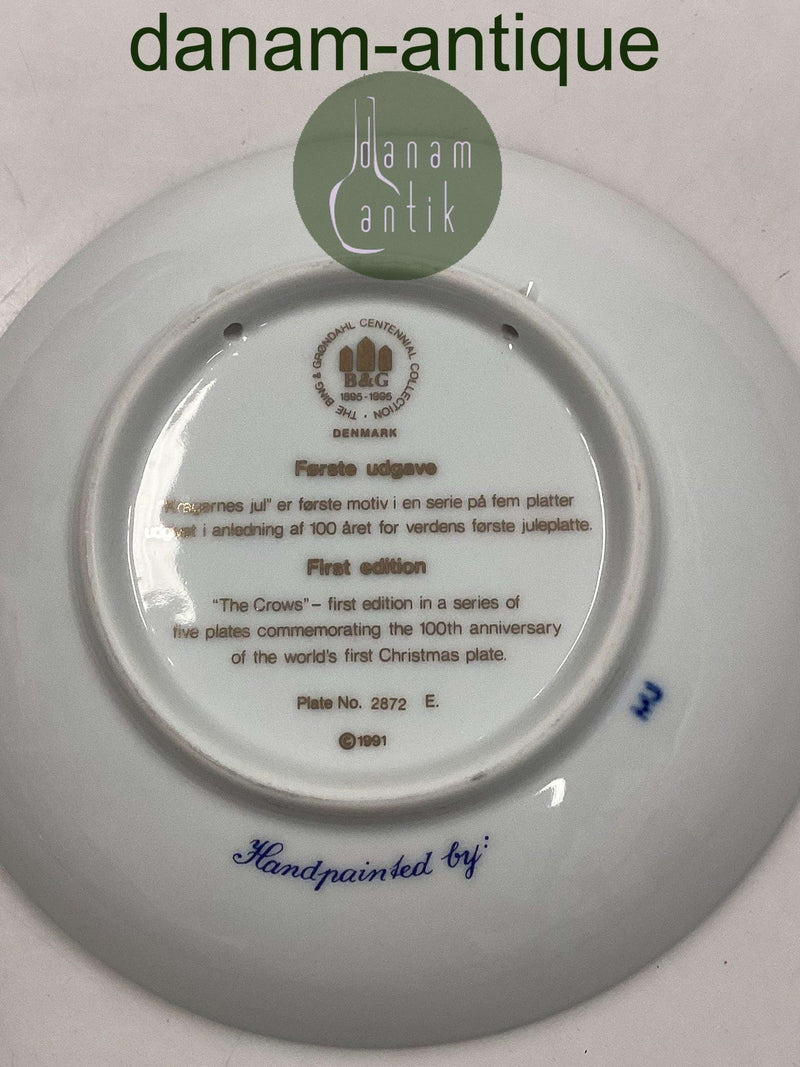 danam-antique
danam
antik
THE BING & GRØNDAHL CENTENNIAL COLLECTION ·
B&G
1895-1995
DENMARK
Første udgave
jul" er første motiv i en serie på fem platter
i anledning af 100 året for verdens første juleplatte.
First edition
"The Crows" – first edition in a series of
five plates commemorating the 100th anniversary
of the world's first Christmas plate.
Plate No. 2872 E.
©1991
Handpainted by: